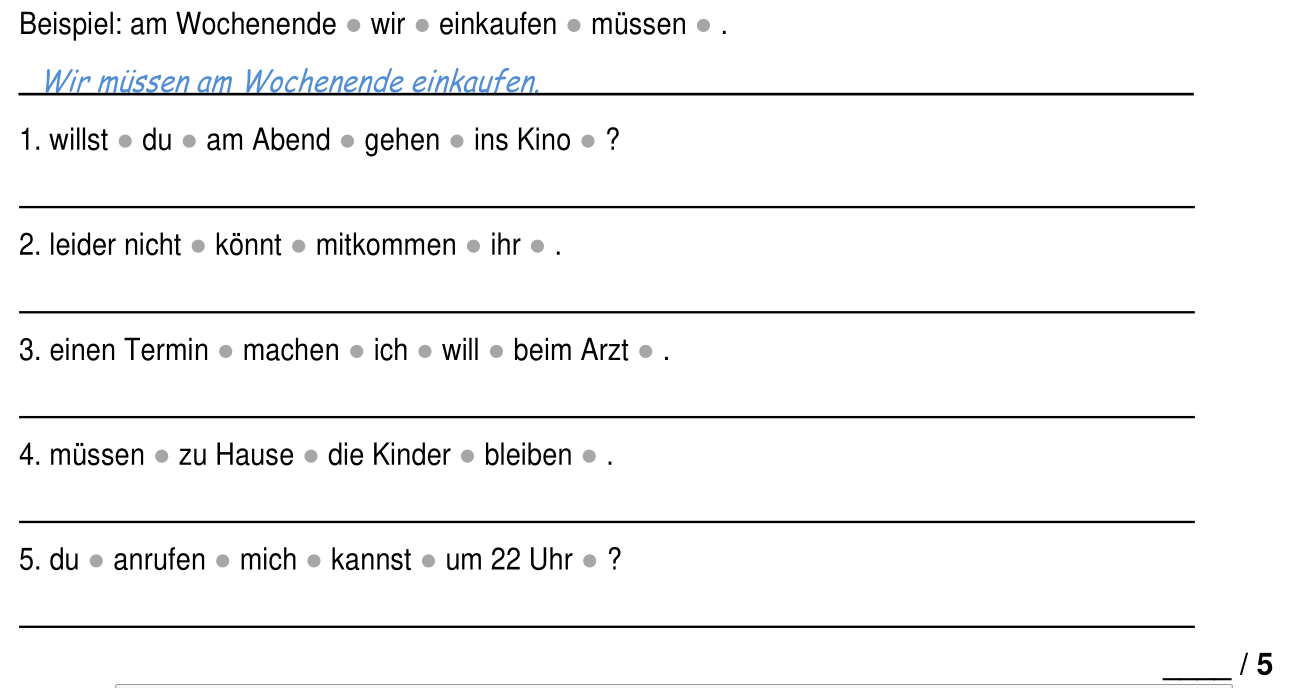 Beispiel: am Wochenende ● wir ● einkaufen ● müssen ● .
Wir müssen am Wochenende einkaufen.
1. willst ● du ● am Abend ● gehen ● ins Kino ● ?
2. leider nicht ● könnt ● mitkommen ● ihr ● .
3. einen Termin ● machen ● ich ● will ● beim Arzt ● .
4. müssen ● zu Hause ● die Kinder ● bleiben ● .
5. du ● anrufen ● mich ● kannst ● um 22 Uhr ● ?
____ / 5